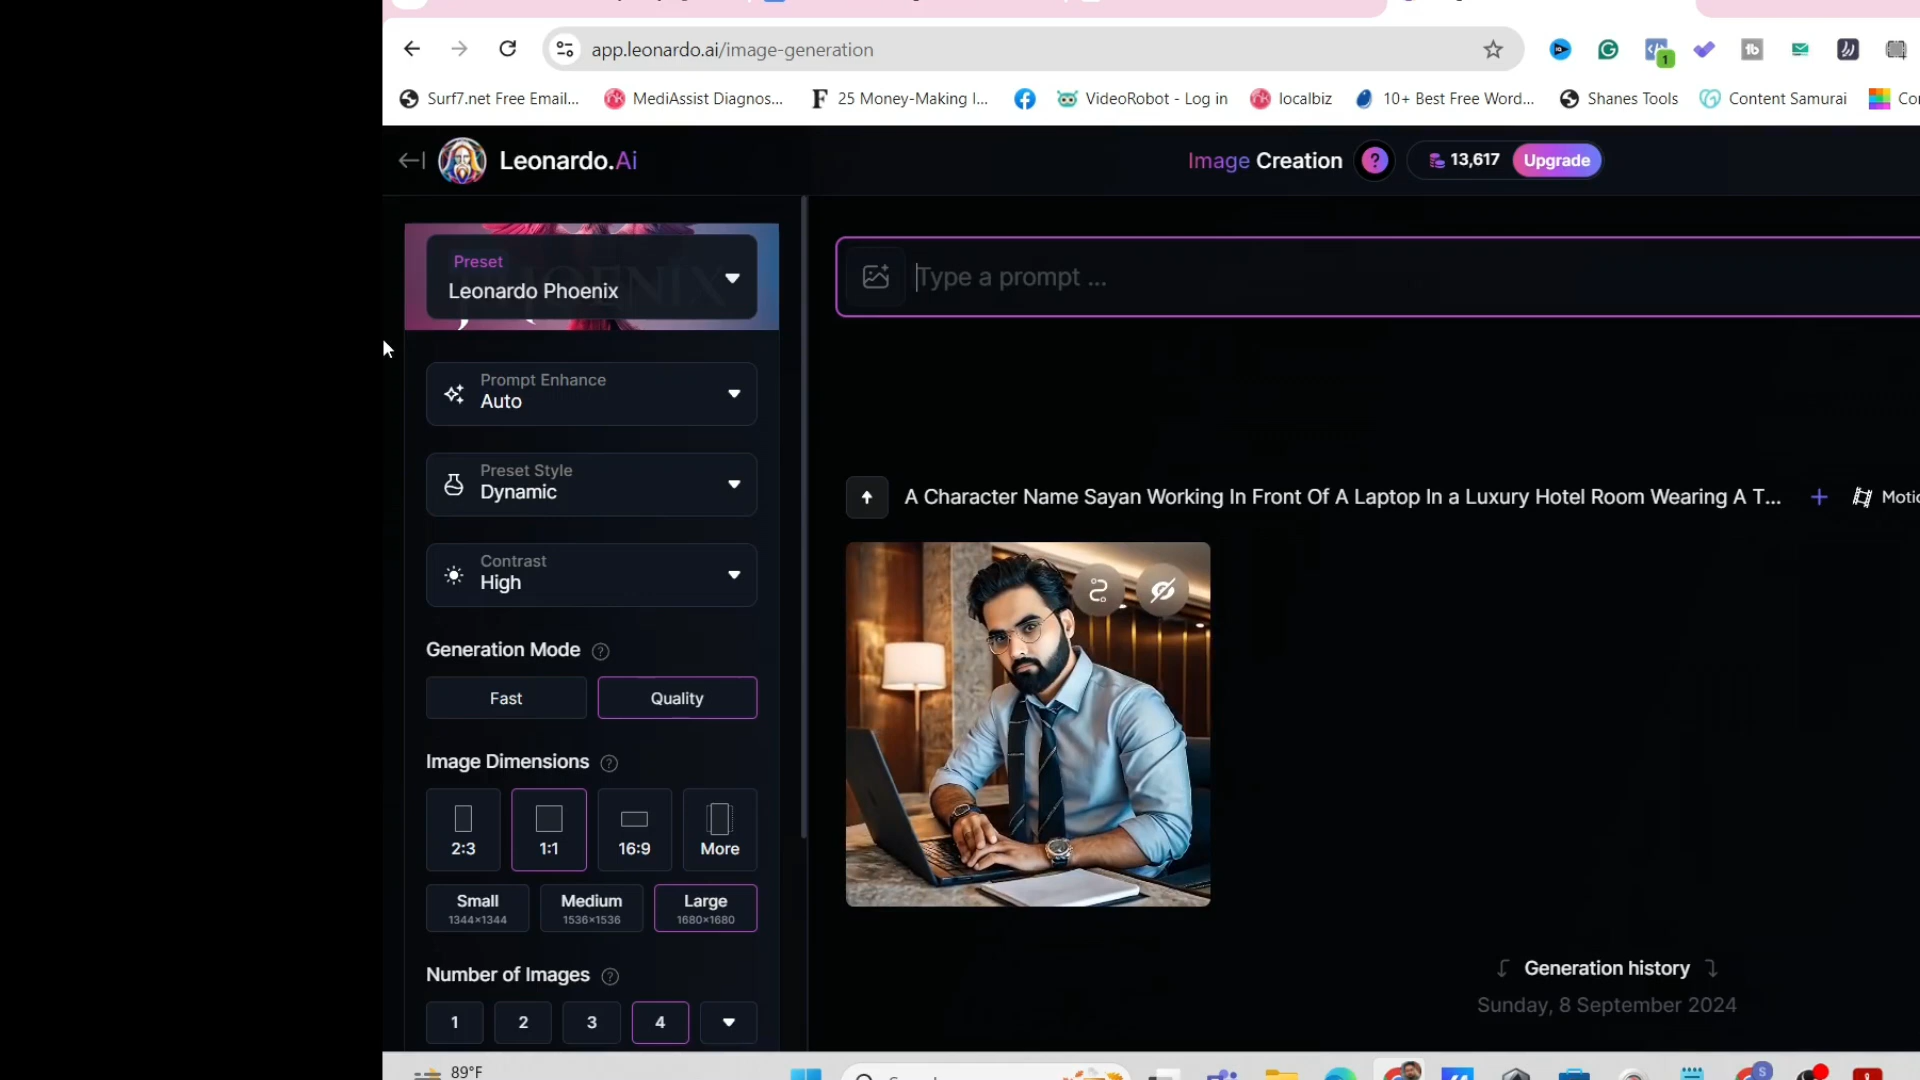 app.leonardo.ai/image-generation
1
Surf7.net Free Email... MediAssist Diagnos... 25 Money-Making I... VideoRobot - Log in localbiz 10+ Best Free Word... Shanes Tools Content Samurai
Leonardo.Ai
Image Creation ? 13,617 Upgrade
Preset
Leonardo Phoenix
Type a prompt ...
Prompt Enhance
Auto
Preset Style
Dynamic
A Character Name Sayan Working In Front Of A Laptop In a Luxury Hotel Room Wearing A T... +
Contrast
High
Generation Mode ?
Fast Quality
Image Dimensions ?
2:3 1:1 16:9 More
Small Medium Large
1344×1344 1536×1536 1680×1680
Number of Images ?
Generation history
Sunday, 8 September 2024
1 2 3 4
89°F